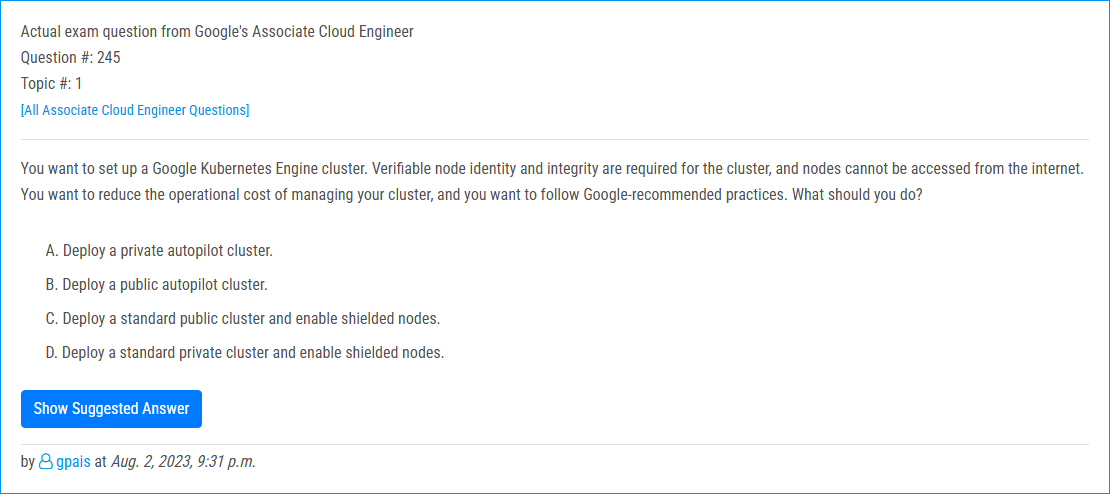 Actual exam question from Google's Associate Cloud Engineer
Question #: 245
Topic #: 1
[All Associate Cloud Engineer Questions]
You want to set up a Google Kubernetes Engine cluster. Verifiable node identity and integrity are required for the cluster, and nodes cannot be accessed from the internet.
You want to reduce the operational cost of managing your cluster, and you want to follow Google-recommended practices. What should you do?
A. Deploy a private autopilot cluster.
B. Deploy a public autopilot cluster.
C. Deploy a standard public cluster and enable shielded nodes.
D. Deploy a standard private cluster and enable shielded nodes.
Show Suggested Answer
by gpais at Aug. 2, 2023, 9:31 p.m.